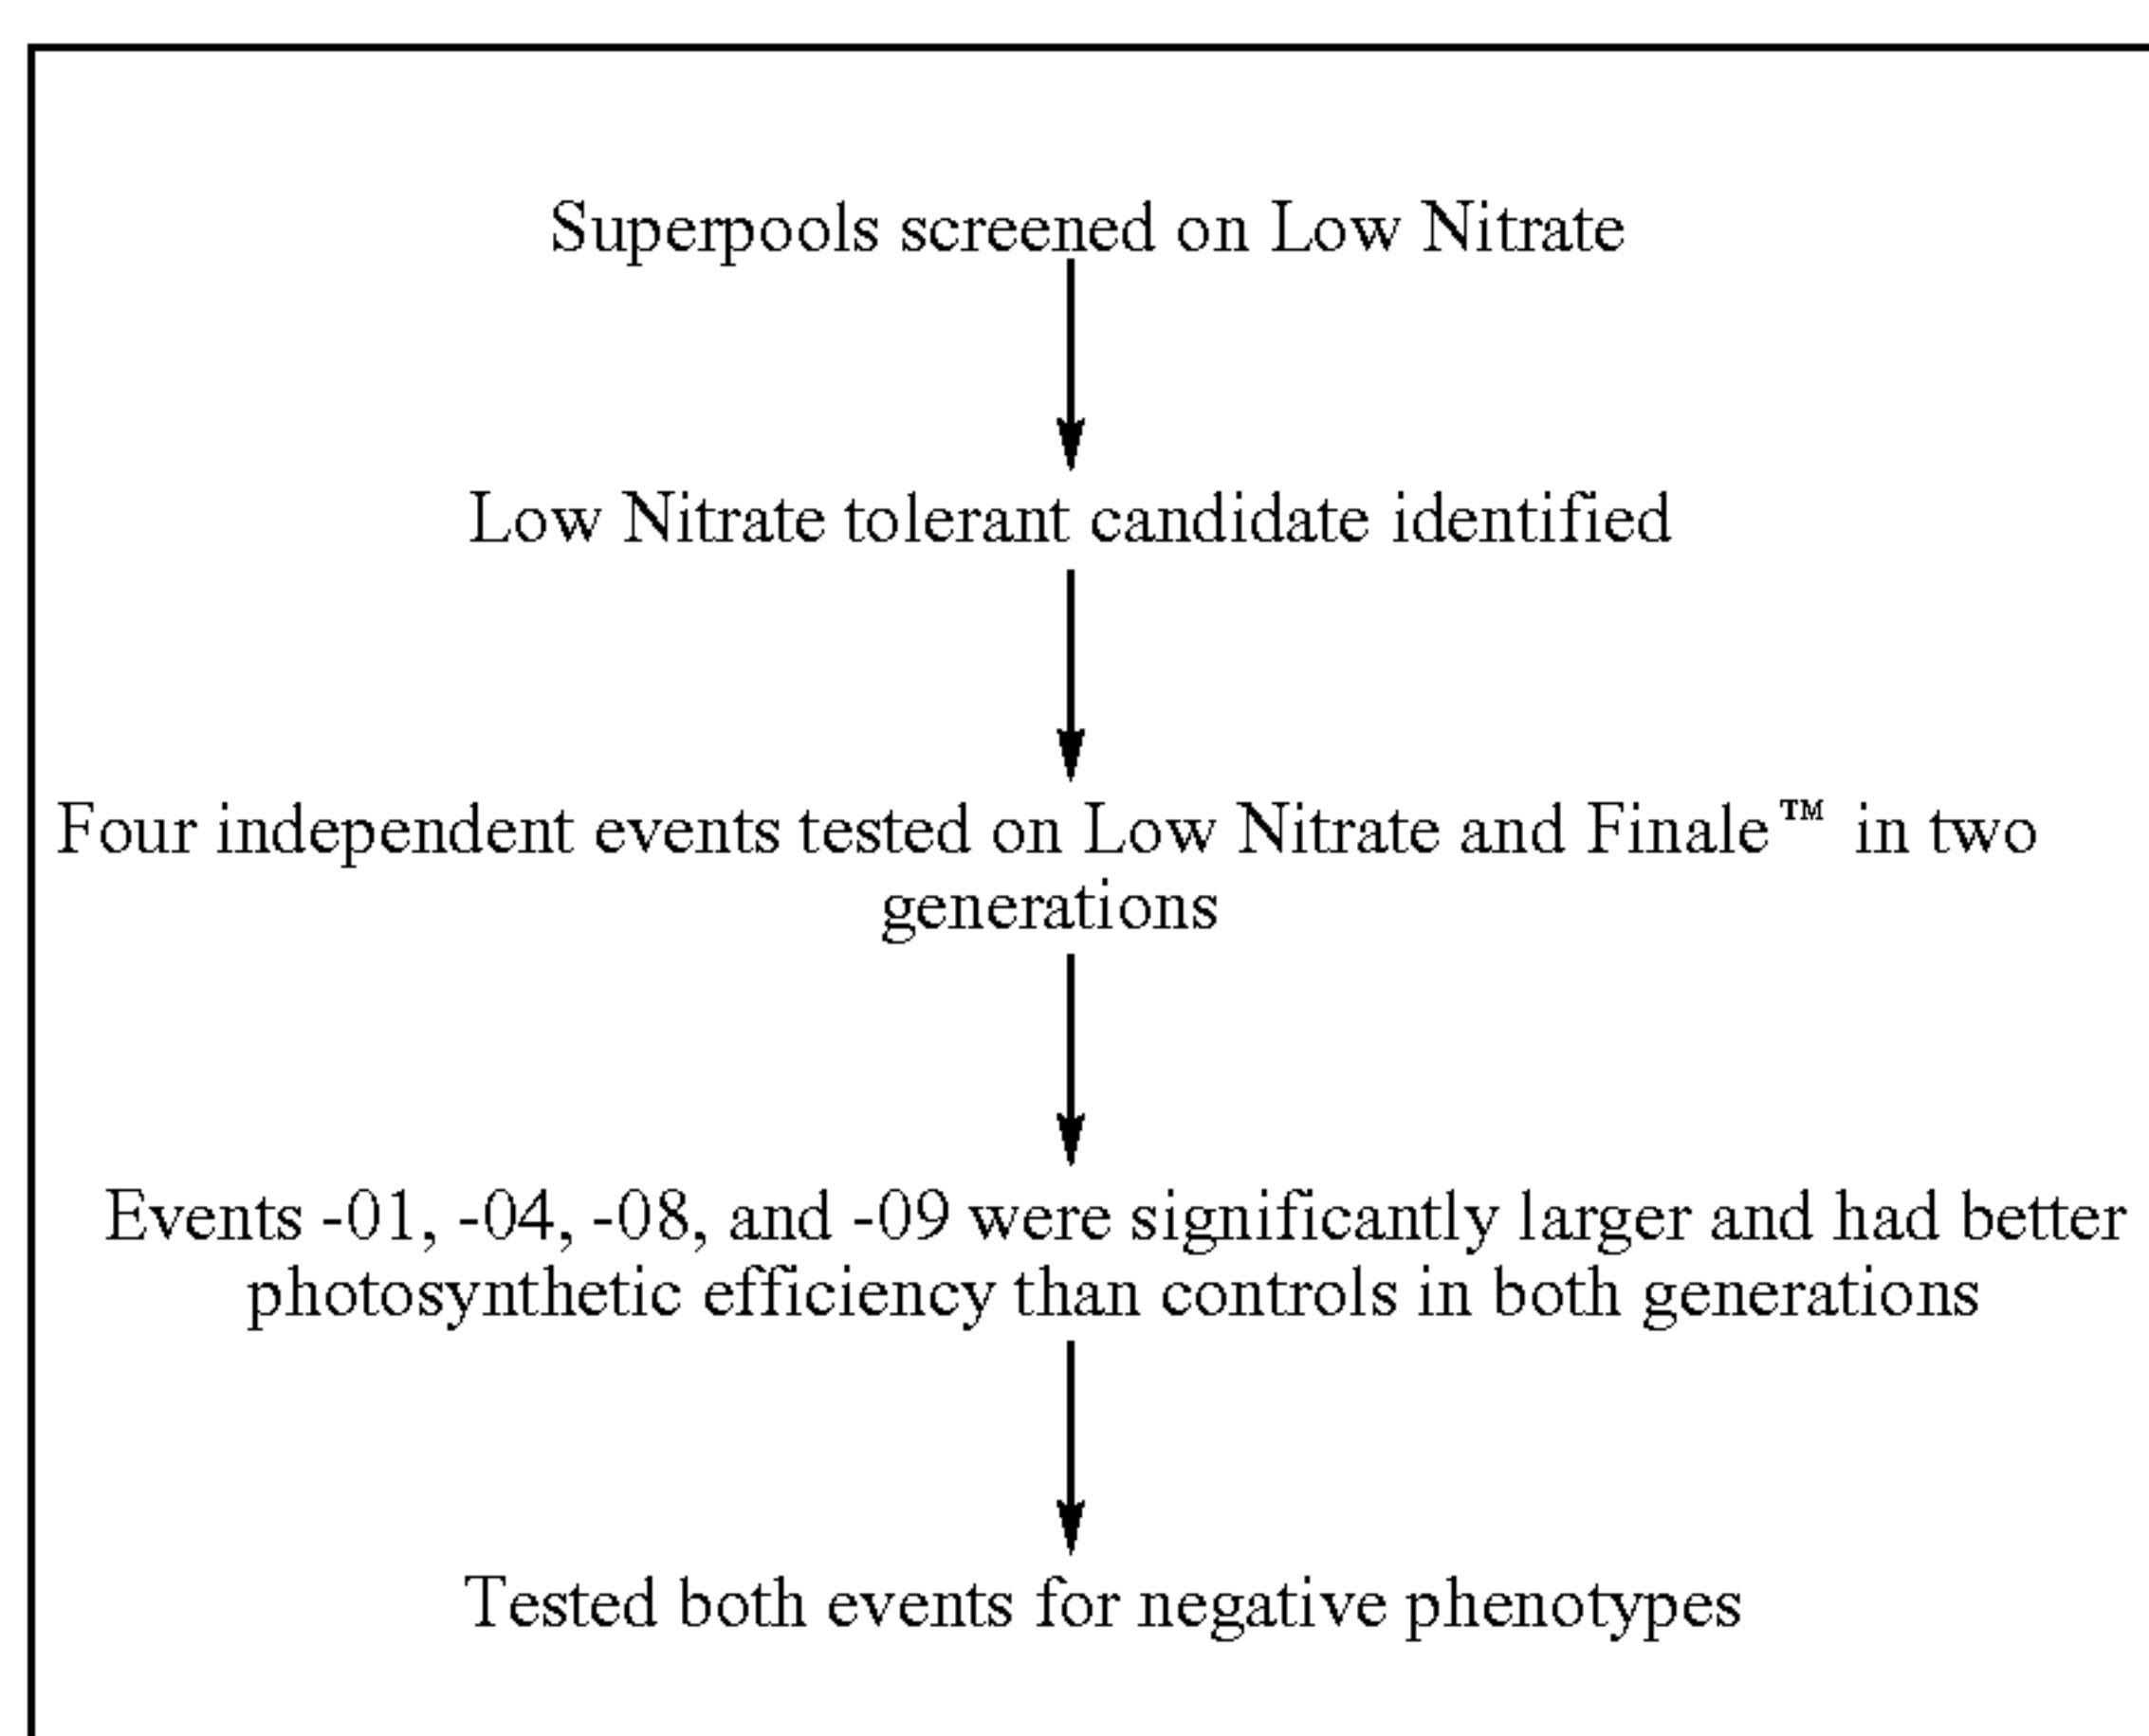 Superpools screened on Low Nitrate
Low Nitrate tolerant candidate identified
Four independent events tested on Low Nitrate and Finale™ in two
generations
Events -01, -04, -08, and -09 were significantly larger and had better
photosynthetic efficiency than controls in both generations
Tested both events for negative phenotypes